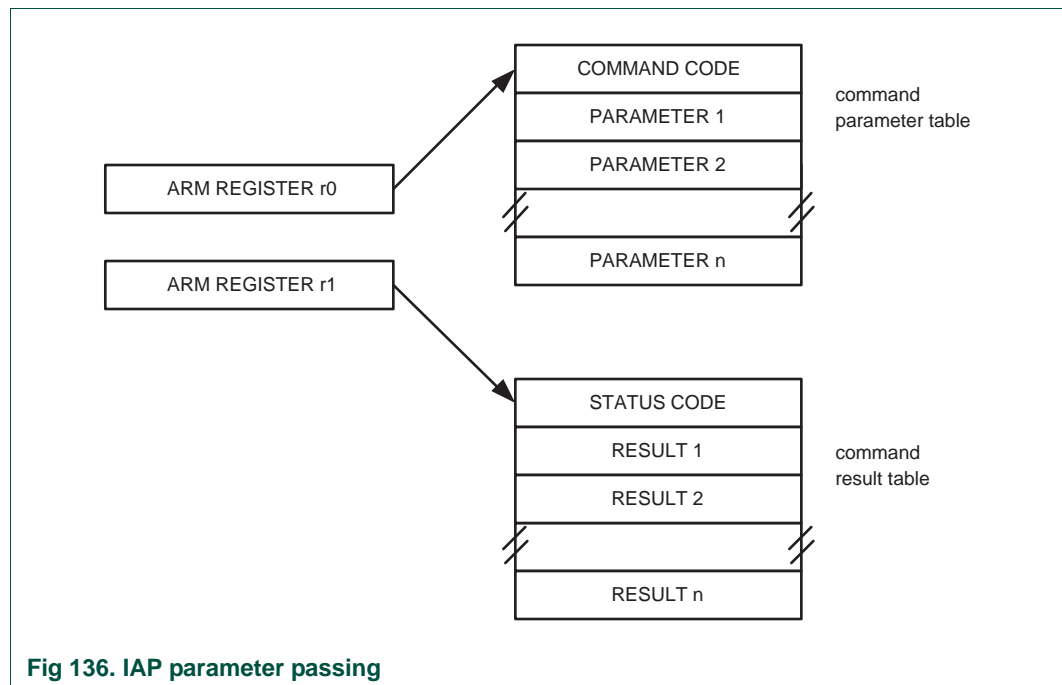 COMMAND CODE
PARAMETER 1
PARAMETER 2
PARAMETER n
command
parameter table
ARM REGISTER r0
ARM REGISTER r1
STATUS CODE
RESULT 1
RESULT 2
RESULT n
command
result table
Fig 136. IAP parameter passing